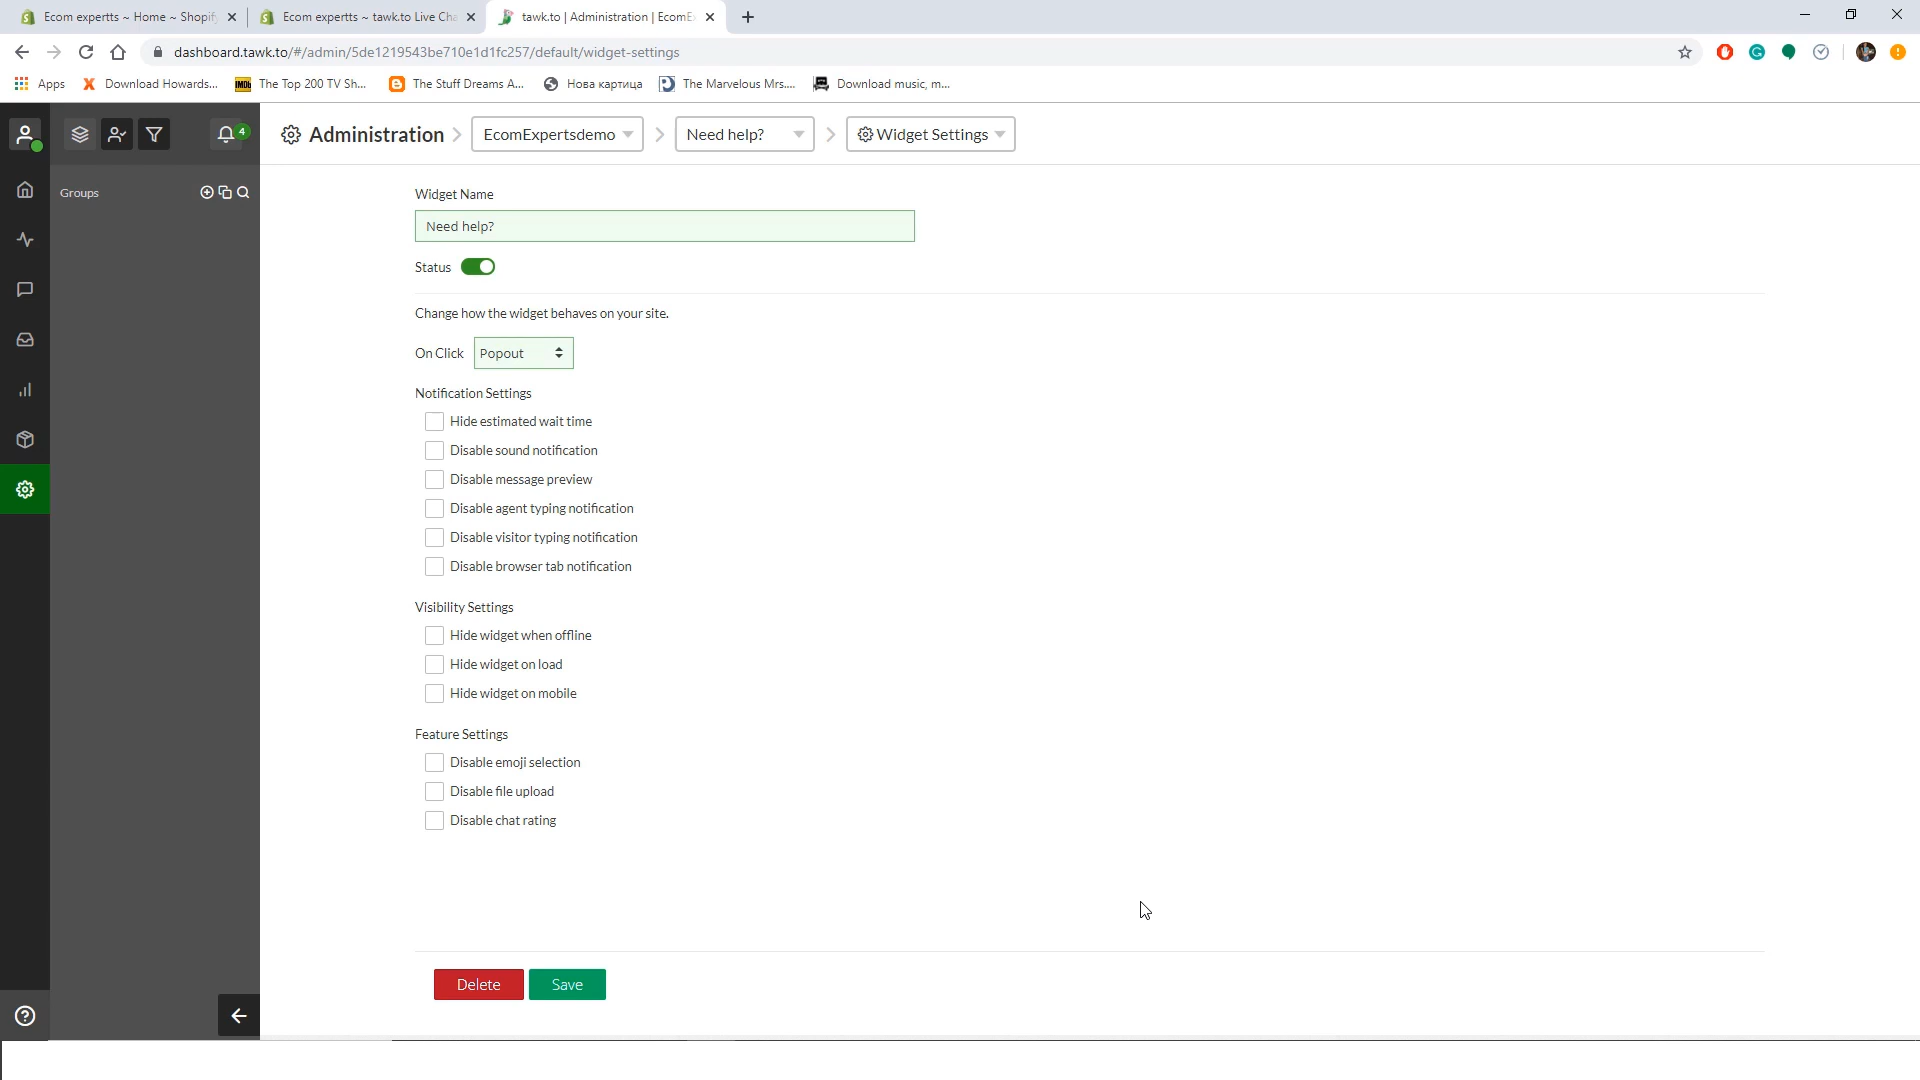 Ecom expertts ~ Home ~ Shopif
Ecom expertts ~ tawk.to Live Cha
tawk.to | Administration | EcomE
dashboard.tawk.to/#/admin/5de1219543be710e1d1fc257/default/widget-settings
Apps
Download Howards...
IMDb
The Top 200 TV Sh...
The Stuff Dreams A...
Нова картица
The Marvelous Mrs....
Download music, m...
4
Administration
EcomExpertsdemo
Need help?
Widget Settings
Groups
Widget Name
Need help?
Status
Change how the widget behaves on your site.
On Click Popout
Notification Settings
Hide estimated wait time
Disable sound notification
Disable message preview
Disable agent typing notification
Disable visitor typing notification
Disable browser tab notification
Visibility Settings
Hide widget when offline
Hide widget on load
Hide widget on mobile
Feature Settings
Disable emoji selection
Disable file upload
Disable chat rating
Delete
Save